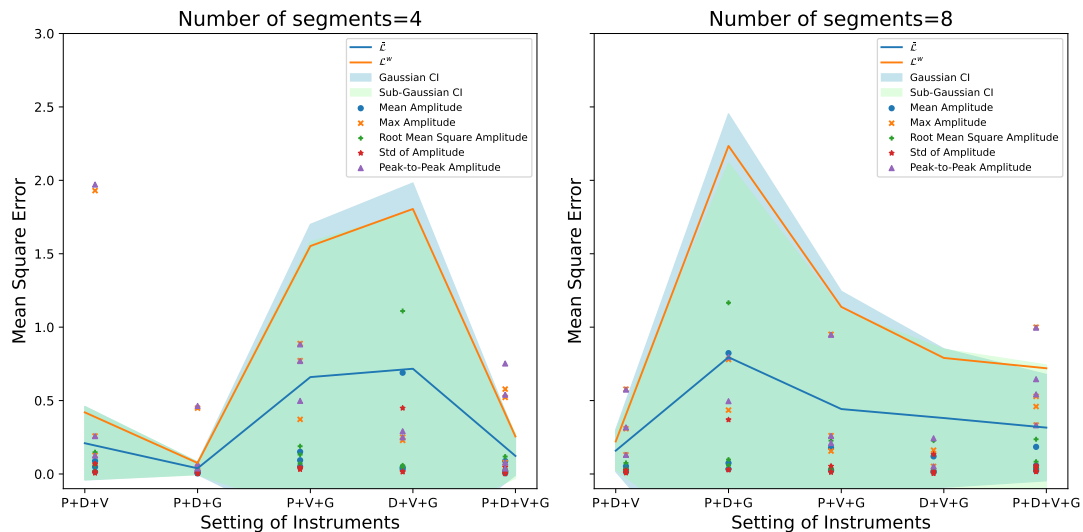 Number of segments=4
3.0
2.5
2.0
1.5
1.0
0.5
0.0
Mean Square Error
ℒ̄
ℒʷ
Gaussian CI
Sub-Gaussian CI
Mean Amplitude
Max Amplitude
Root Mean Square Amplitude
Std of Amplitude
Peak-to-Peak Amplitude
P+D+V
P+D+G
P+V+G
D+V+G
P+D+V+G
Setting of Instruments
Number of segments=8
Mean Square Error
ℒ̄
ℒʷ
Gaussian CI
Sub-Gaussian CI
Mean Amplitude
Max Amplitude
Root Mean Square Amplitude
Std of Amplitude
Peak-to-Peak Amplitude
P+D+V
P+D+G
P+V+G
D+V+G
P+D+V+G
Setting of Instruments